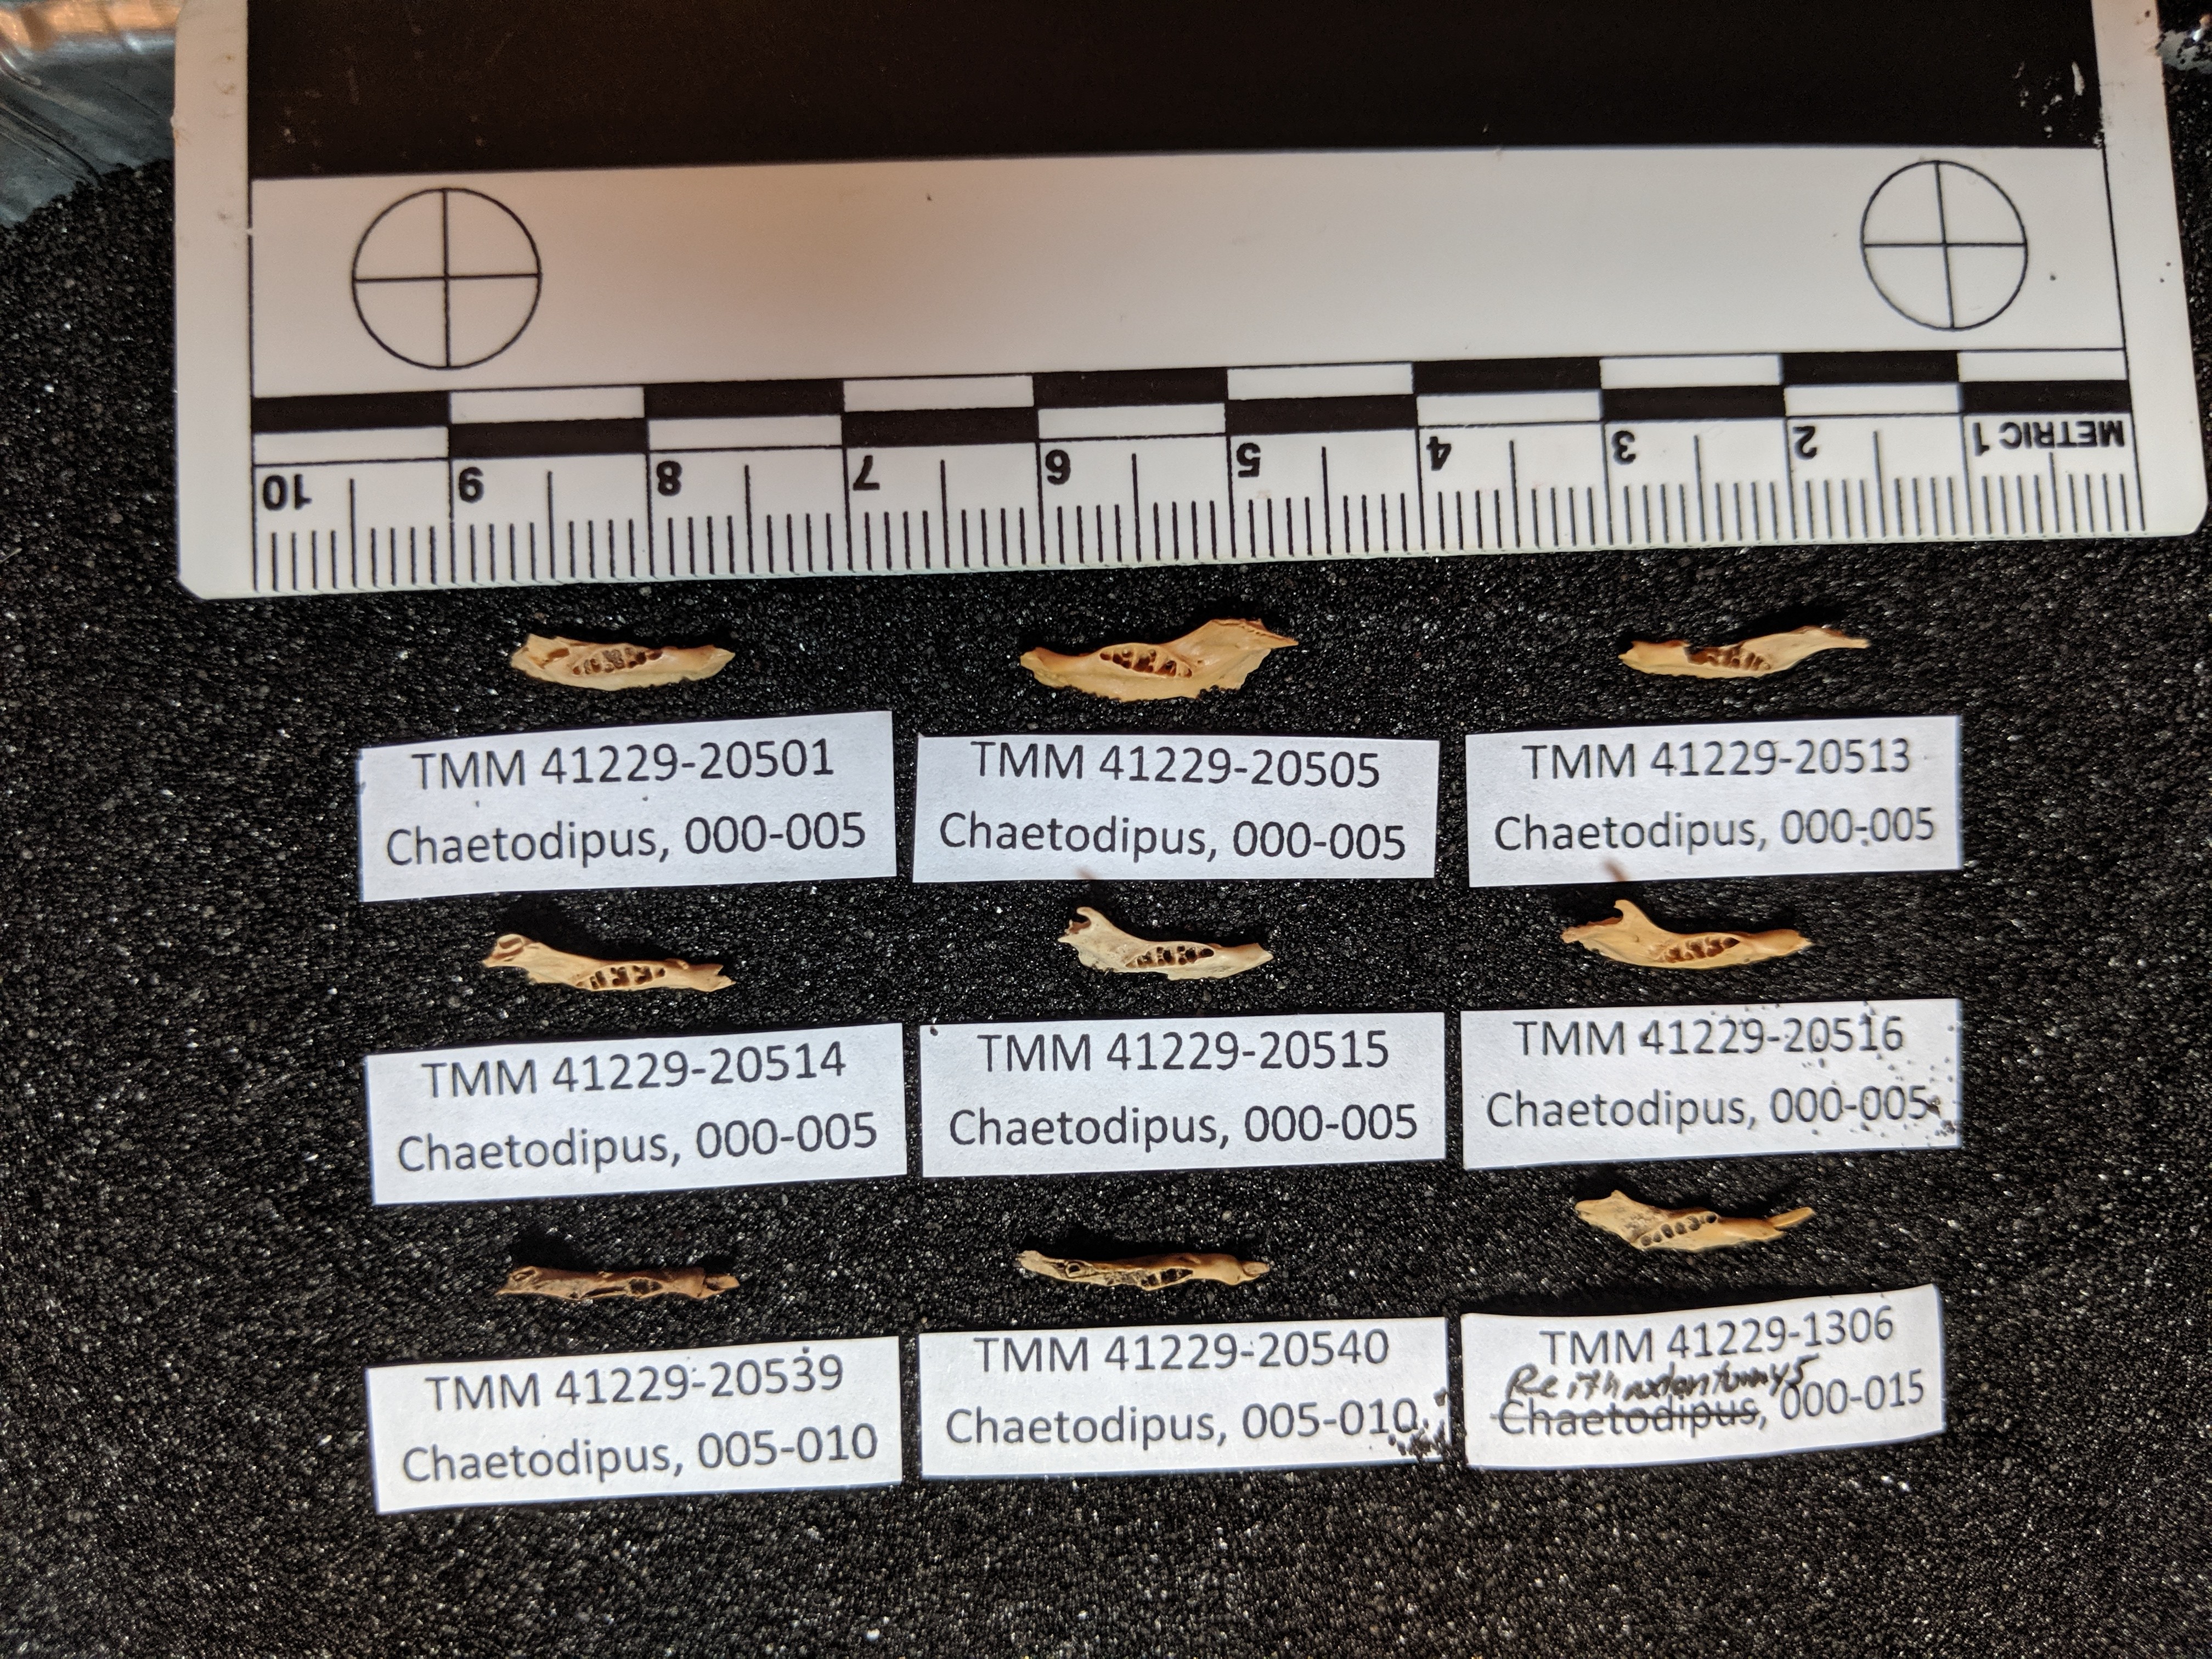 10 9 8 7 6 5 4 3 2 METRIC 1
TMM 41229-20501
Chaetodipus, 000-005
TMM 41229-20505
Chaetodipus, 000-005
TMM 41229-20513
Chaetodipus, 000-005
TMM 41229-20514
Chaetodipus, 000-005
TMM 41229-20515
Chaetodipus, 000-005
TMM 41229-20516
Chaetodipus, 000-005
TMM 41229-20539
Chaetodipus, 005-010
TMM 41229-20540
Chaetodipus, 005-010
TMM 41229-1306
Reithrodontomys
Chaetodipus, 000-015